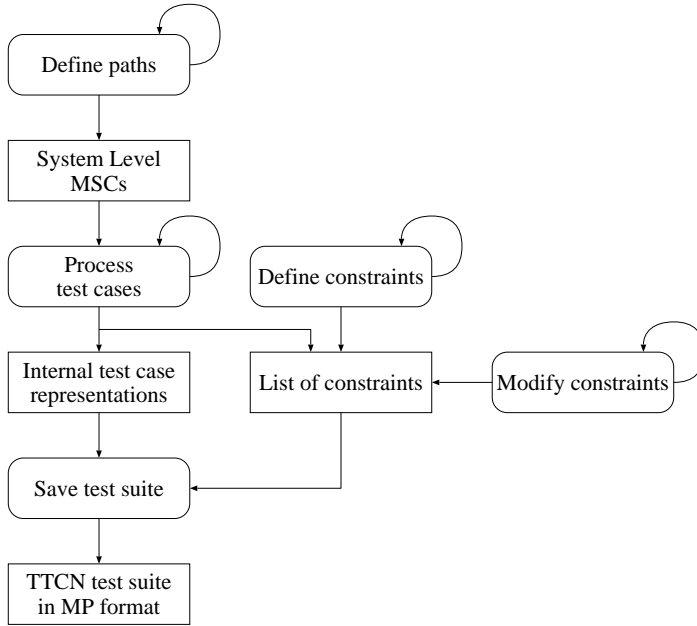 Define paths
System Level
MSCs
Process
test cases
Define constraints
Internal test case
representations
List of constraints
Modify constraints
Save test suite
TTCN test suite
in MP format